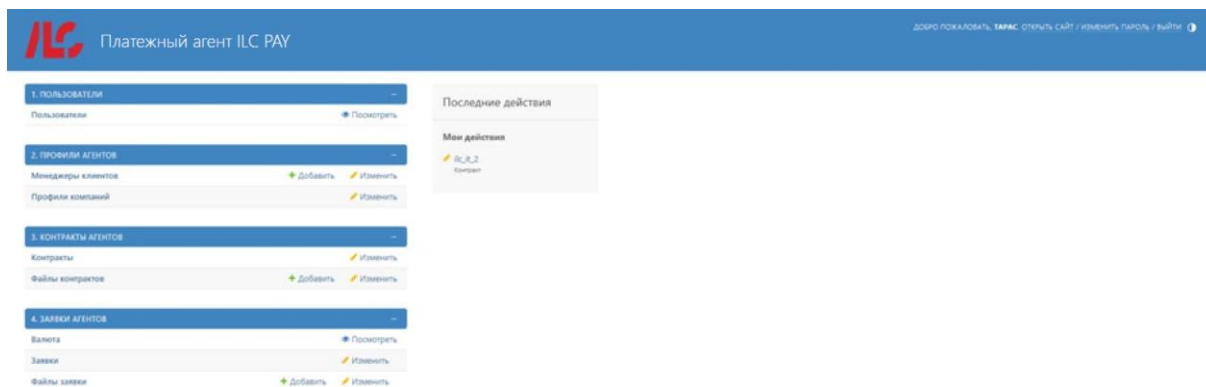 ILC
Платежный агент ILC PAY
ДОБРО ПОЖАЛОВАТЬ, ТАРАС. ОТКРЫТЬ САЙТ / ИЗМЕНИТЬ ПАРОЛЬ / ВЫЙТИ
1. ПОЛЬЗОВАТЕЛИ –
Пользователи Посмотреть
2. ПРОФИЛИ АГЕНТОВ –
Менеджеры клиентов + Добавить Изменить
Профили компаний Изменить
3. КОНТРАКТЫ АГЕНТОВ –
Контракты Изменить
Файлы контрактов + Добавить Изменить
4. ЗАЯВКИ АГЕНТОВ –
Валюта Посмотреть
Заявки Изменить
Файлы заявки + Добавить Изменить
Последние действия
Мои действия
ilc_it_2
Контракт